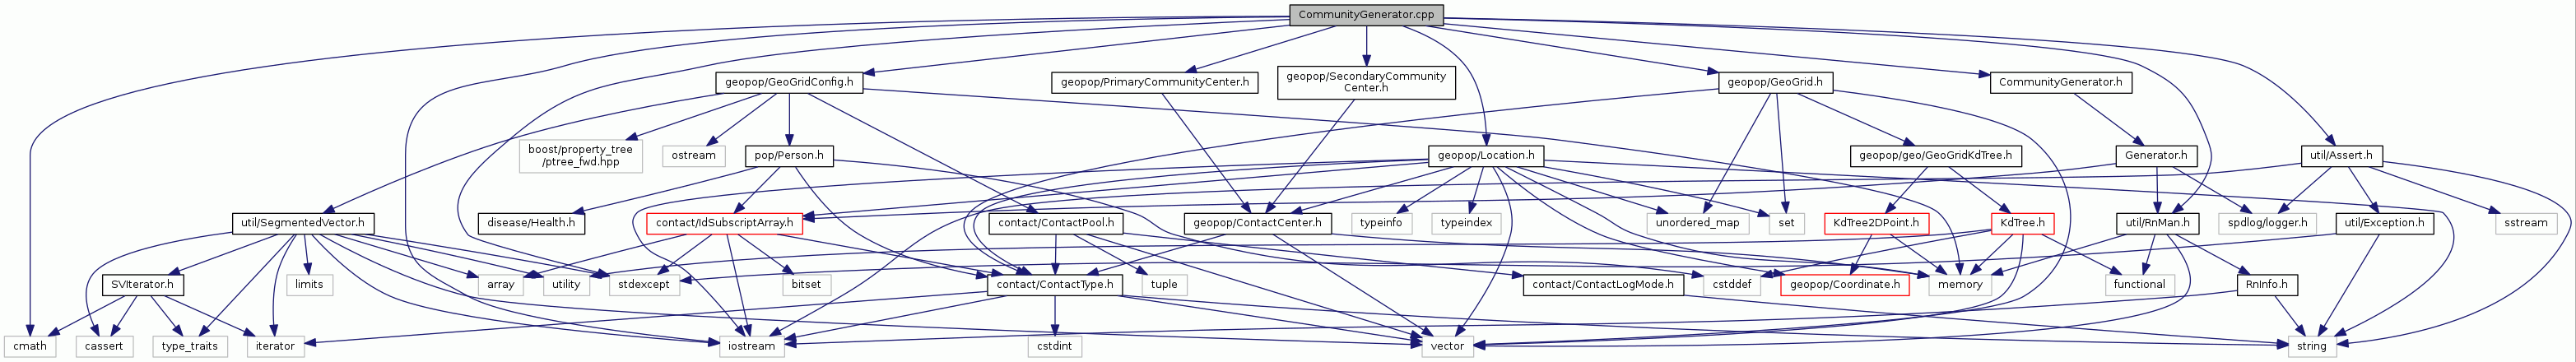 CommunityGenerator.cpp
geopop/GeoGridConfig.h
geopop/PrimaryCommunityCenter.h
geopop/SecondaryCommunity
Center.h
geopop/GeoGrid.h
CommunityGenerator.h
boost/property_tree
/ptree_fwd.hpp
ostream
pop/Person.h
geopop/Location.h
geopop/geo/GeoGridKdTree.h
Generator.h
util/Assert.h
util/SegmentedVector.h
disease/Health.h
contact/IdSubscriptArray.h
contact/ContactPool.h
geopop/ContactCenter.h
typeinfo
typeindex
unordered_map
set
KdTree2DPoint.h
KdTree.h
util/RnMan.h
spdlog/logger.h
util/Exception.h
sstream
SVIterator.h
limits
array
utility
stdexcept
bitset
contact/ContactType.h
tuple
contact/ContactLogMode.h
cstddef
geopop/Coordinate.h
memory
functional
RnInfo.h
cmath
cassert
type_traits
iterator
iostream
cstdint
vector
string